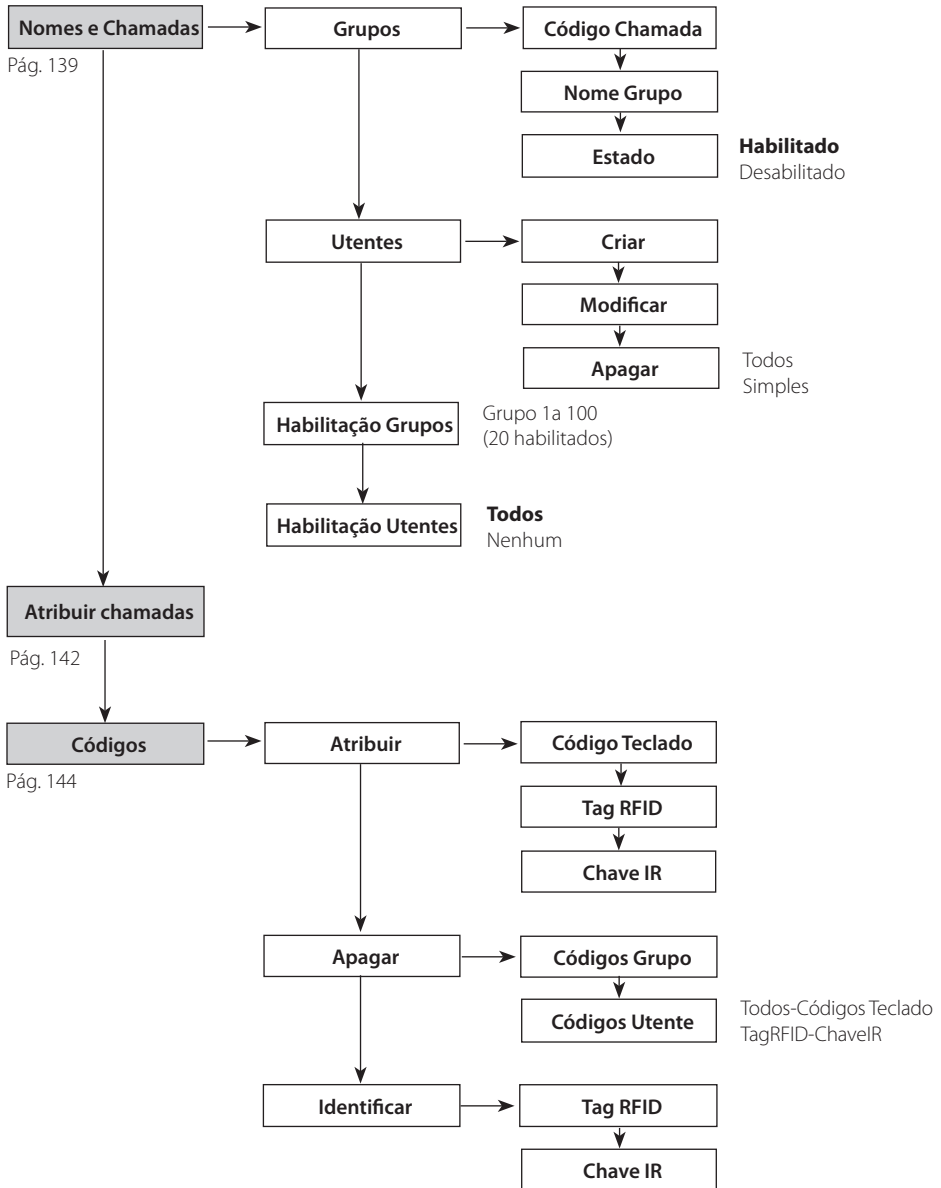 Nomes e Chamadas
Grupos
Código Chamada
Pág. 139
Nome Grupo
Estado
Habilitado
Desabilitado
Utentes
Criar
Modificar
Apagar
Todos
Simples
Habilitação Grupos
Grupo 1a 100
(20 habilitados)
Habilitação Utentes
Todos
Nenhum
Atribuir chamadas
Pág. 142
Códigos
Atribuir
Código Teclado
Pág. 144
Tag RFID
Chave IR
Apagar
Códigos Grupo
Códigos Utente
Todos-Códigos Teclado
TagRFID-ChaveIR
Identificar
Tag RFID
Chave IR